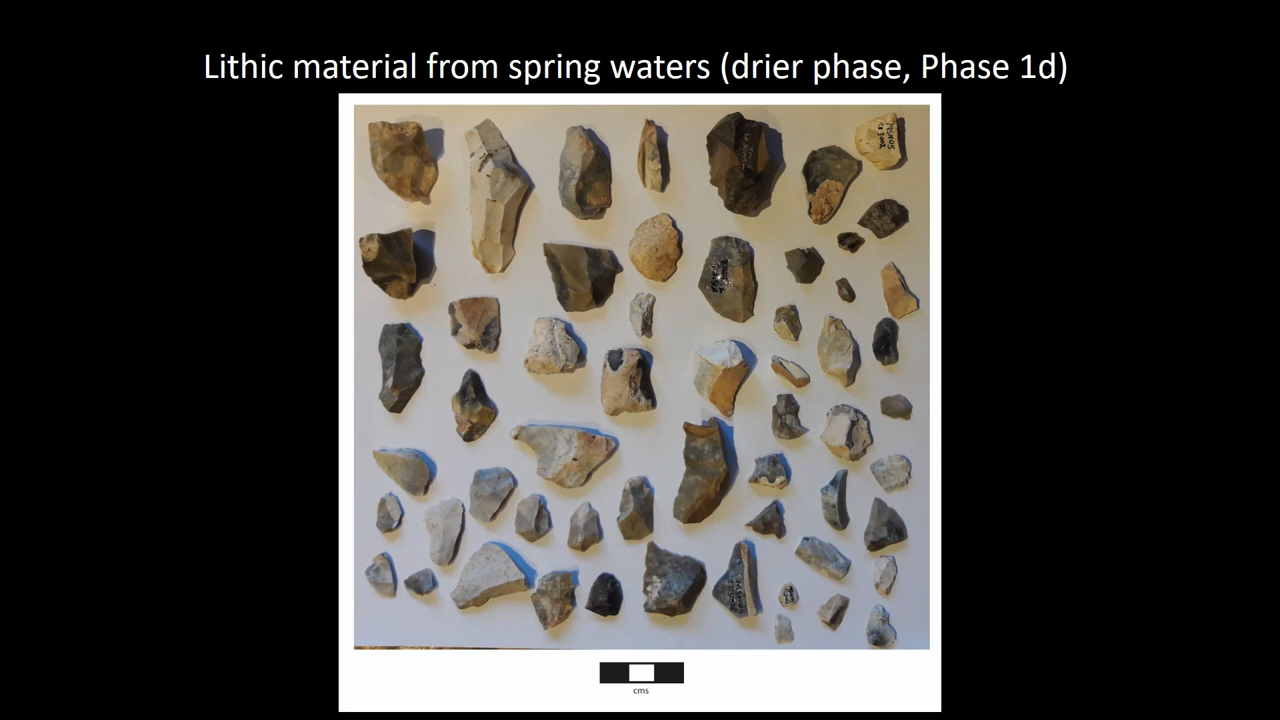 Lithic material from spring waters (drier phase, Phase 1d)
cms